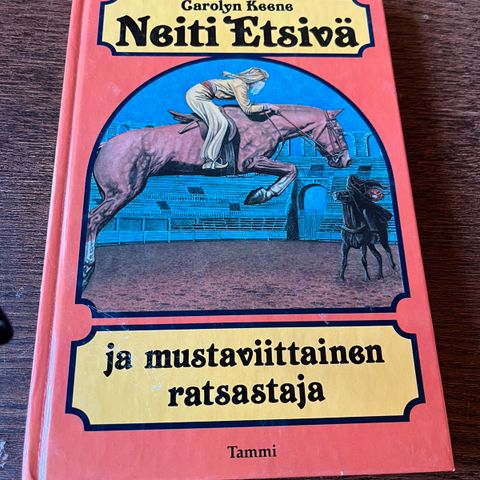 Carolyn Keene
Neiti Etsivä
ja mustaviittainen
ratsastaja
Tammi